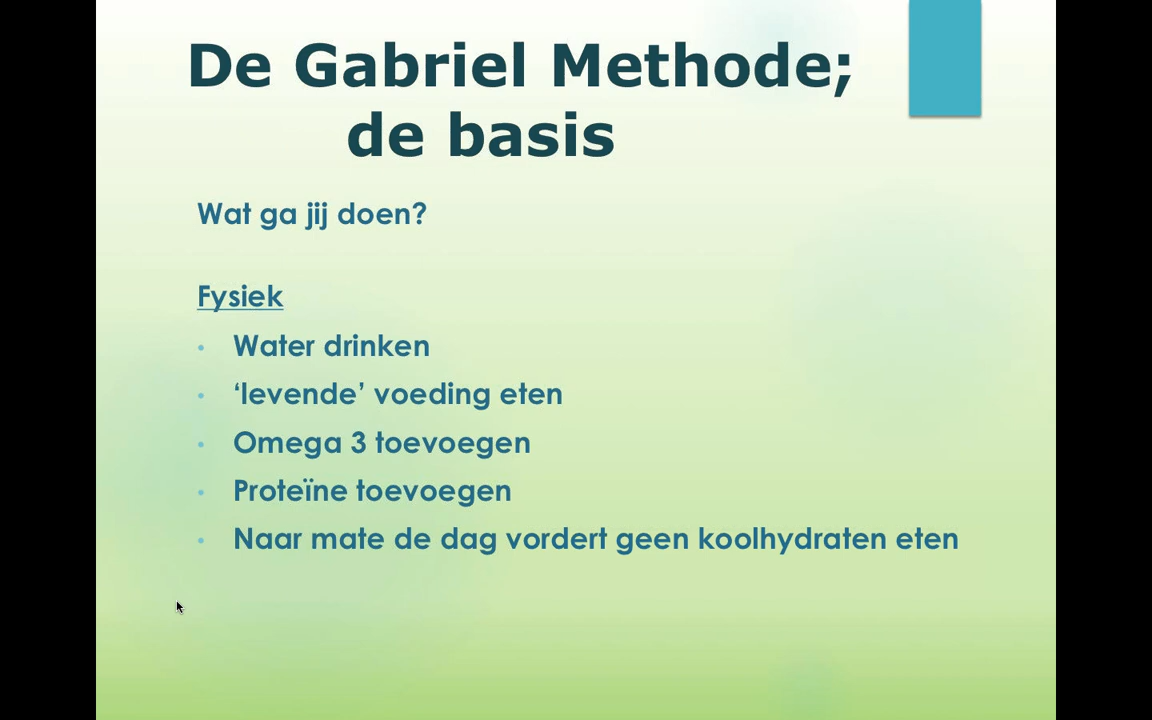 De Gabriel Methode;
de basis
Wat ga jij doen?
Fysiek
• Water drinken
• ‘levende’ voeding eten
• Omega 3 toevoegen
• Proteïne toevoegen
• Naar mate de dag vordert geen koolhydraten eten